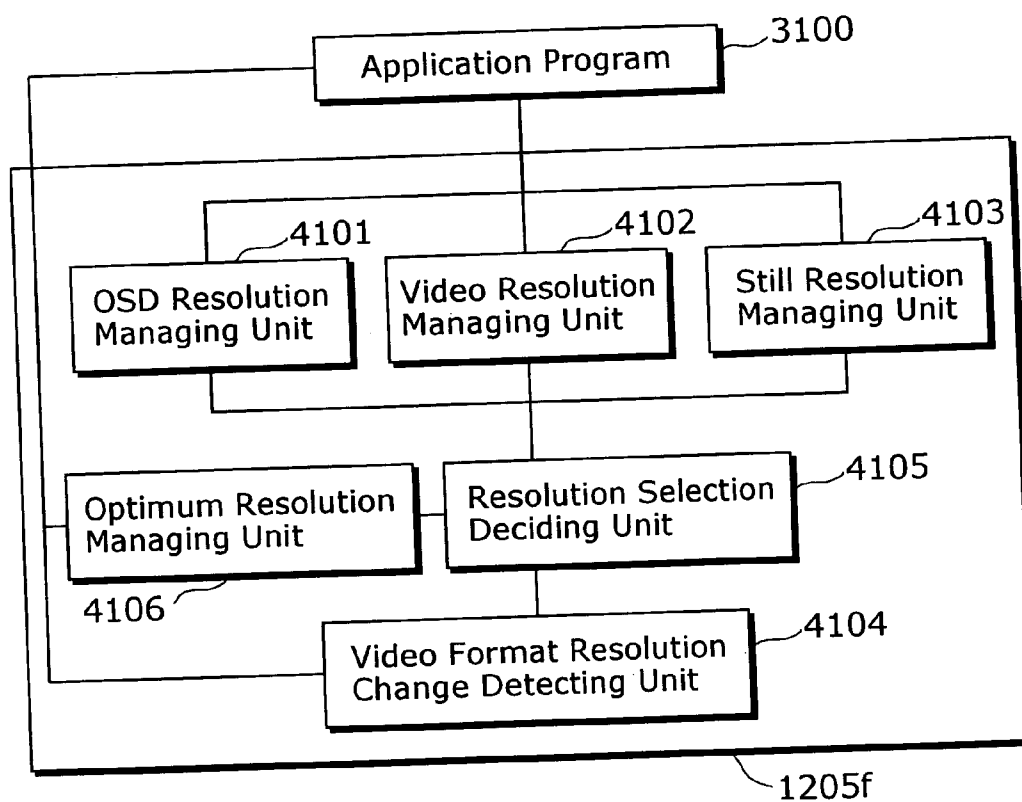 3100
Application Program
4101
4102
4103
OSD Resolution
Managing Unit
Video Resolution
Managing Unit
Still Resolution
Managing Unit
Optimum Resolution
Managing Unit
4106
Resolution Selection
Deciding Unit
4105
Video Format Resolution
Change Detecting Unit
4104
1205f